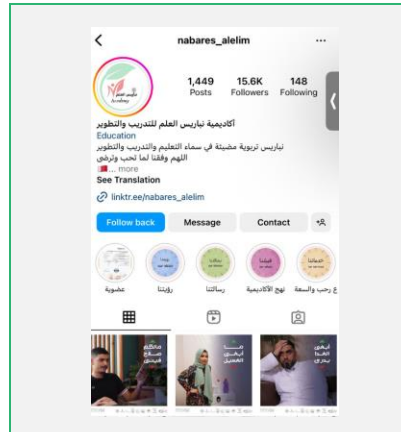 nabares_alelim
1,449
Posts
15.6K
Followers
148
Following
Academy
أكاديمية نباريس العلم للتدريب والتطوير
Education
نباريس تربوية مضيئة في سماء التعليم والتدريب والتطوير
اللهم وفقنا لما تحب وترضى
... more
See Translation
linktr.ee/nabares_alelim
Follow back
Message
Contact
عضوية
رؤيتنا
رسالتنا
نهج الأكاديمية
ع رحب والسعة